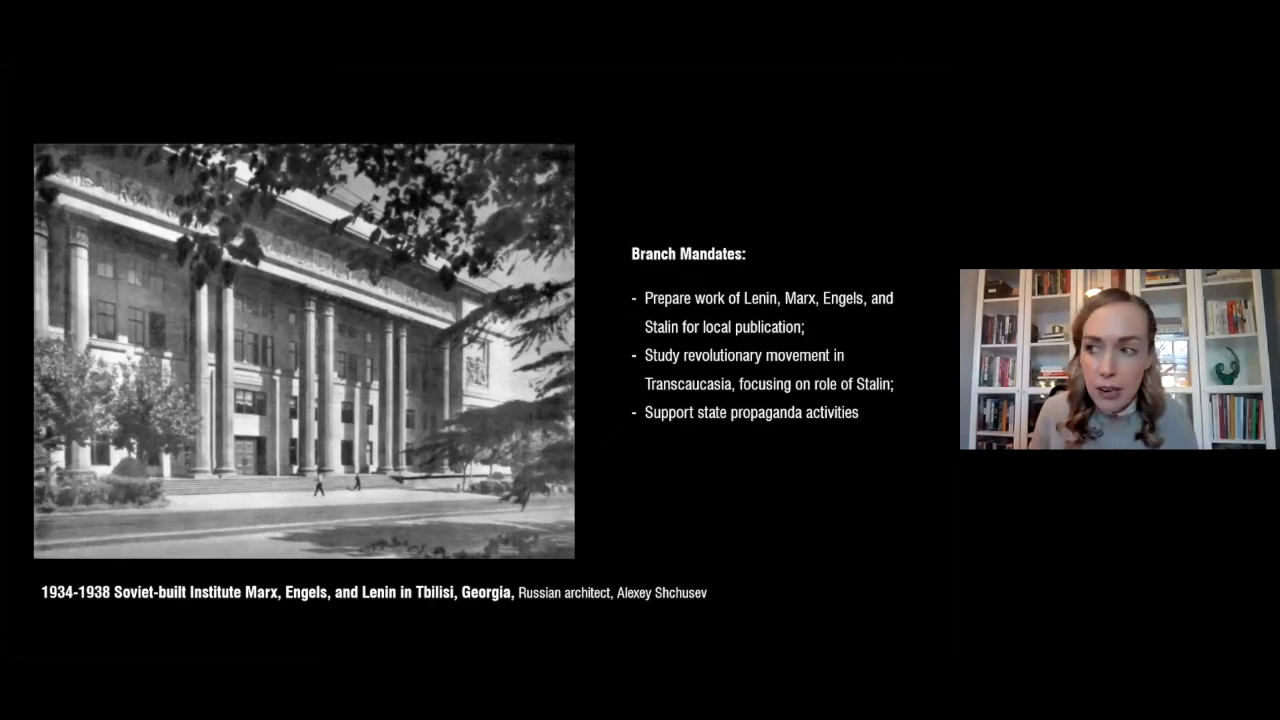 Branch Mandates:
- Prepare work of Lenin, Marx, Engels, and
Stalin for local publication;
- Study revolutionary movement in
Transcaucasia, focusing on role of Stalin;
- Support state propaganda activities
1934-1938 Soviet-built Institute Marx, Engels, and Lenin in Tbilisi, Georgia, Russian architect, Alexey Shchusev